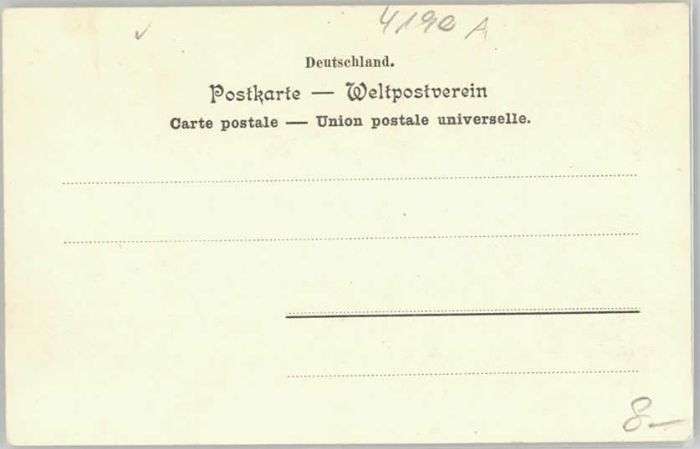 4190 A
Deutschland.
Postkarte — Weltpostverein
Carte postale — Union postale universelle.
8.—